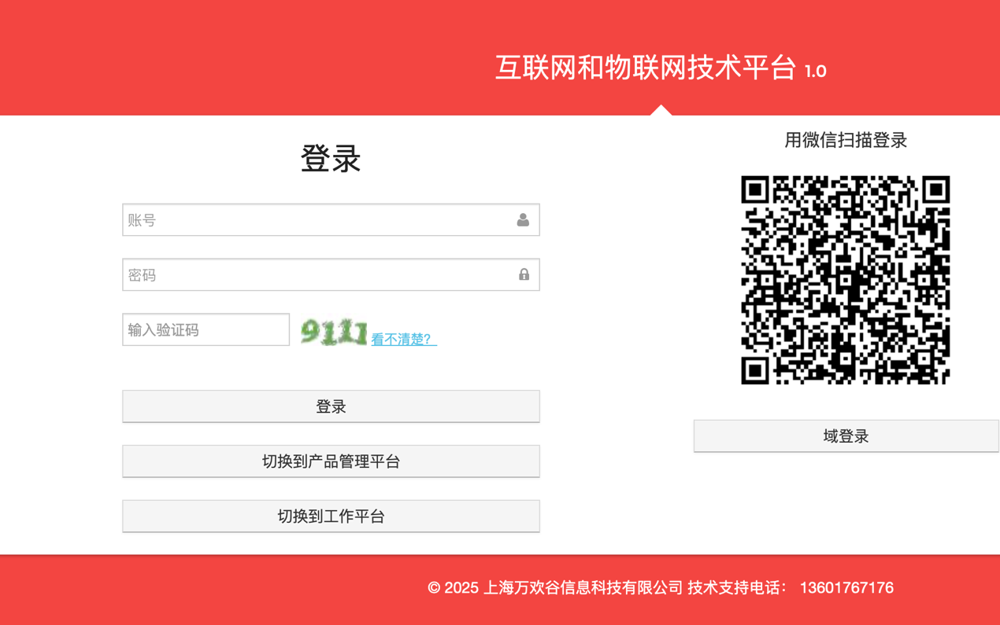 互联网和物联网技术平台 1.0
登录
账号
密码
输入验证码
9111 看不清楚？
登录
切换到产品管理平台
切换到工作平台
用微信扫描登录
域登录
© 2025 上海万欢谷信息科技有限公司 技术支持电话： 13601767176